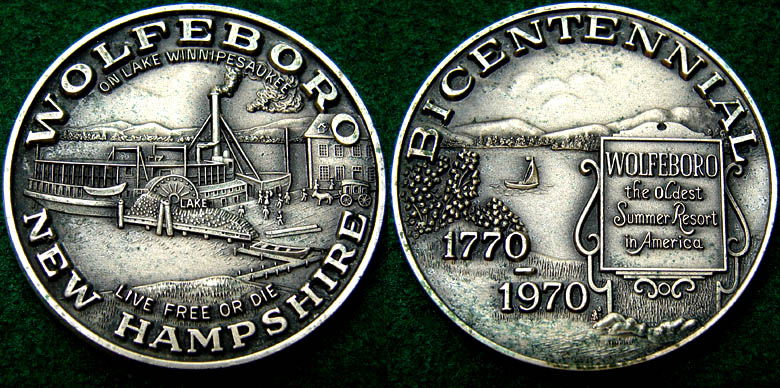 WOLFEBORO
ON LAKE WINNIPESAUKEE
LAKE
LIVE FREE OR DIE
NEW HAMPSHIRE
BICENTENNIAL
WOLFEBORO
the oldest
Summer Resort
in America
1770-
1970